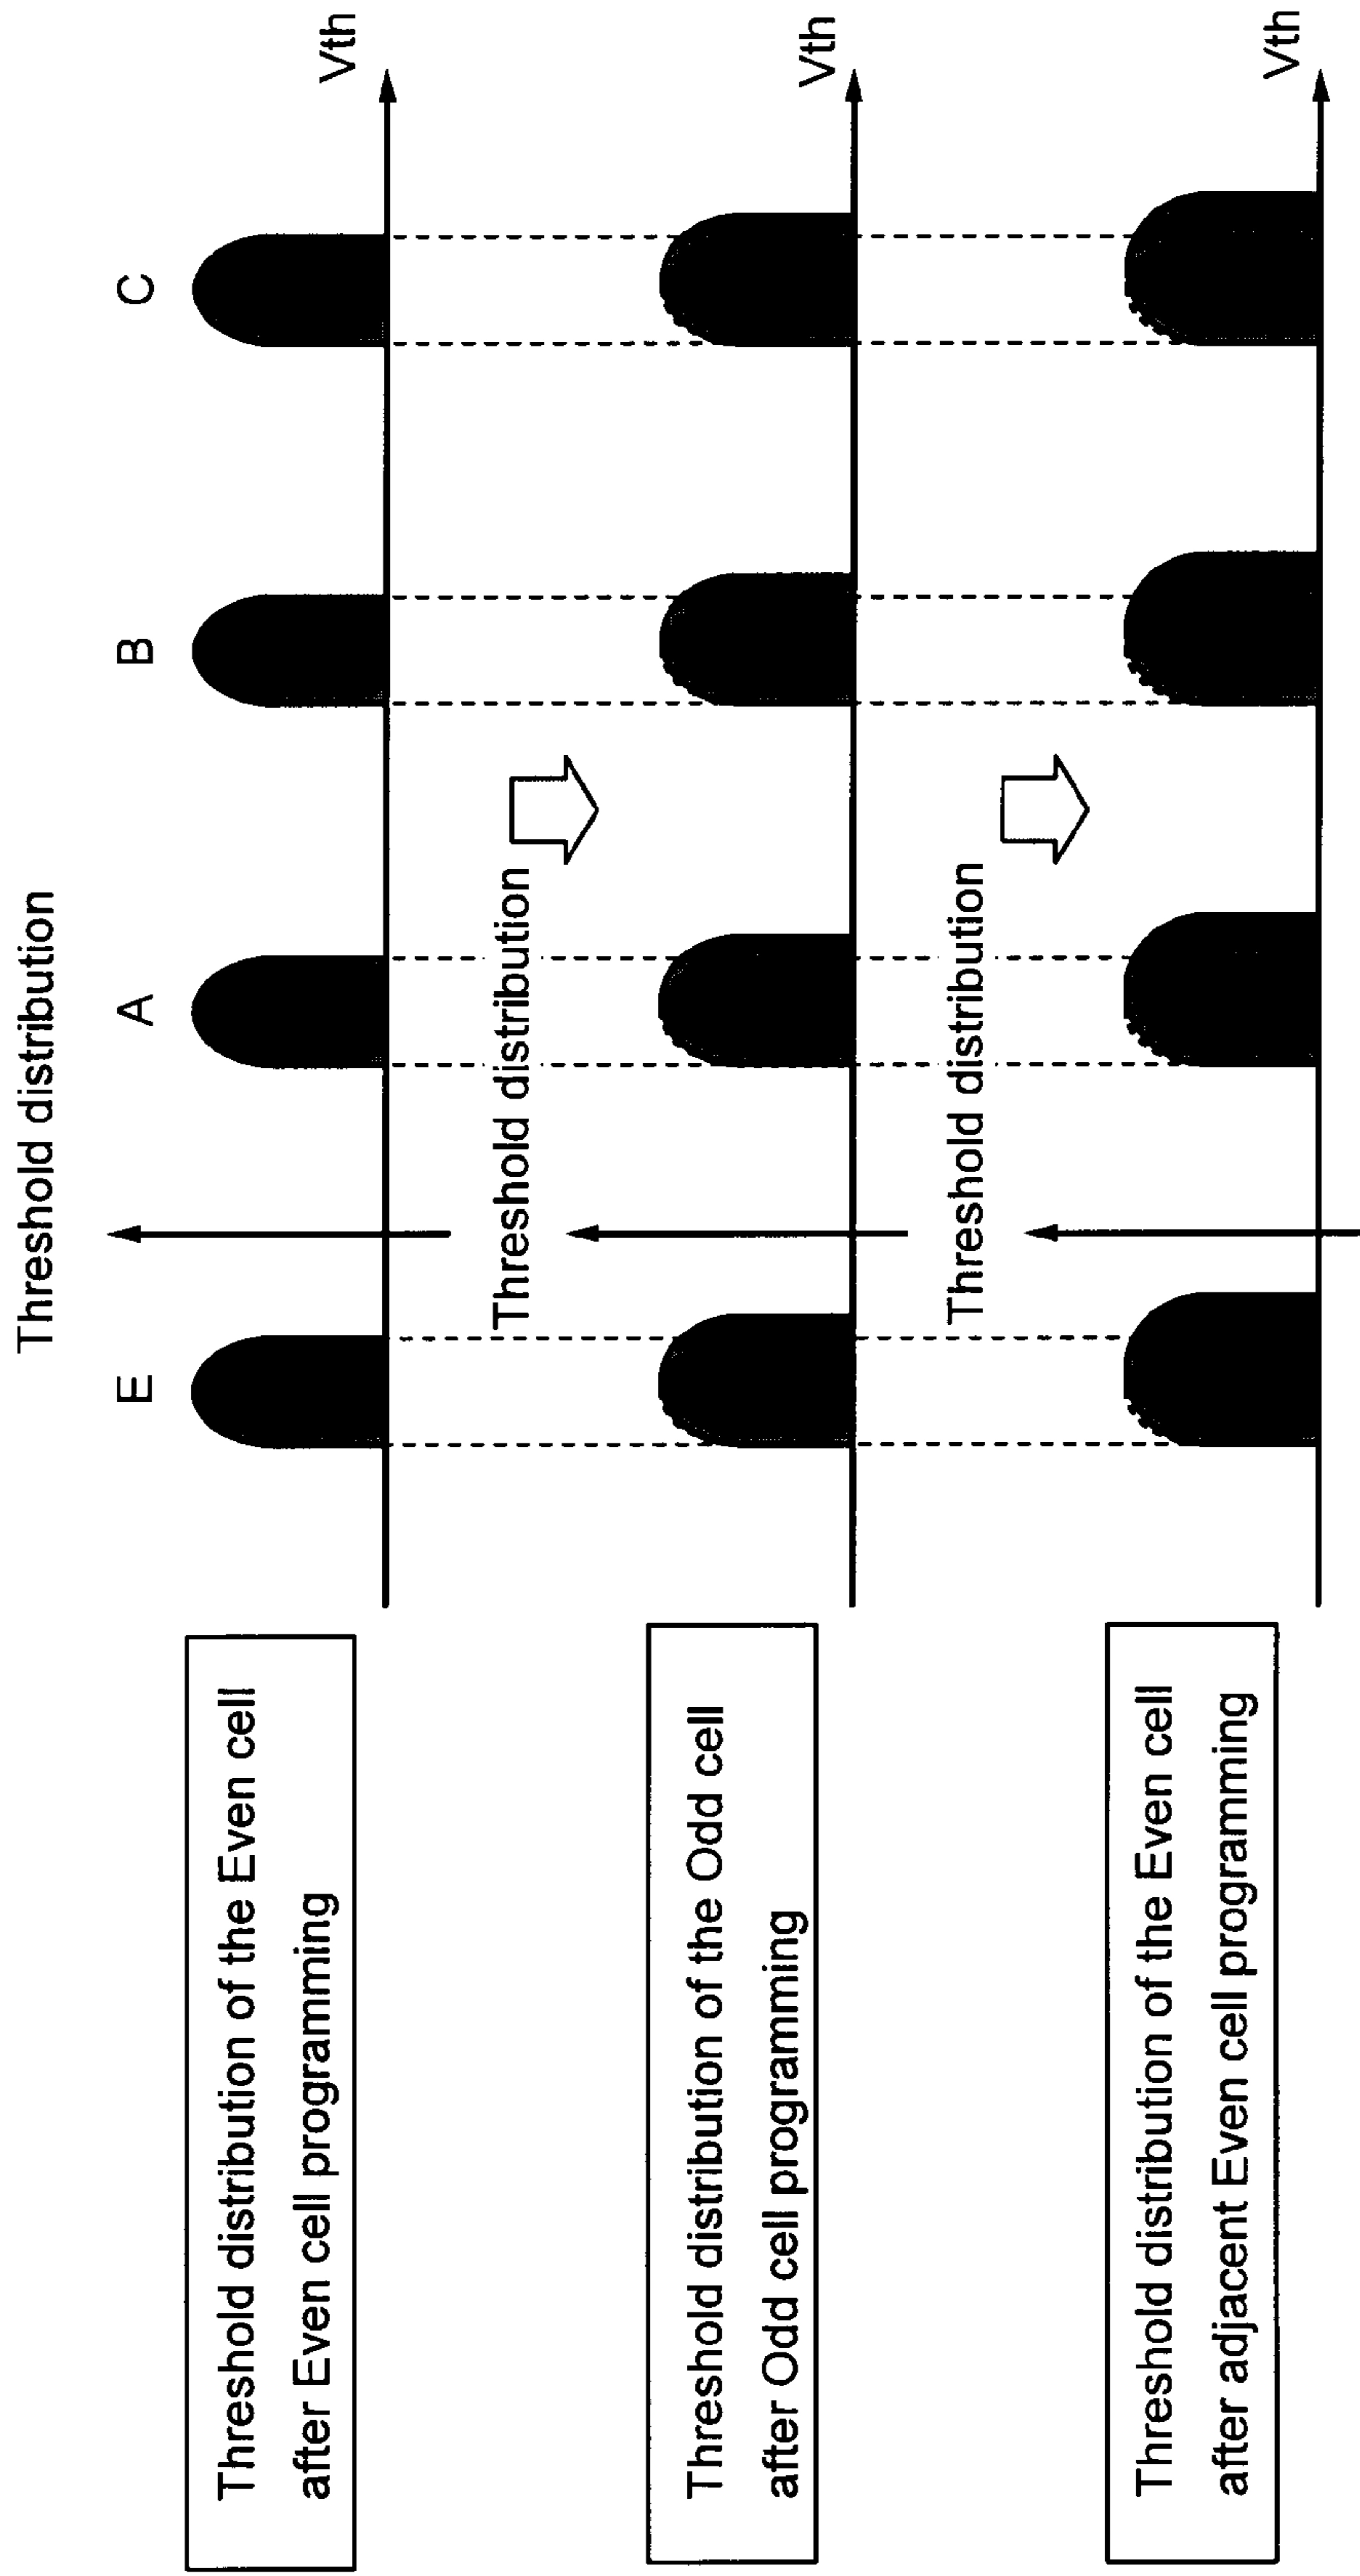 Threshold distribution
E
A
B
C
Vth
Threshold distribution of the Even cell
after Even cell programming
Threshold distribution
Vth
Threshold distribution of the Odd cell
after Odd cell programming
Threshold distribution
Vth
Threshold distribution of the Even cell
after adjacent Even cell programming